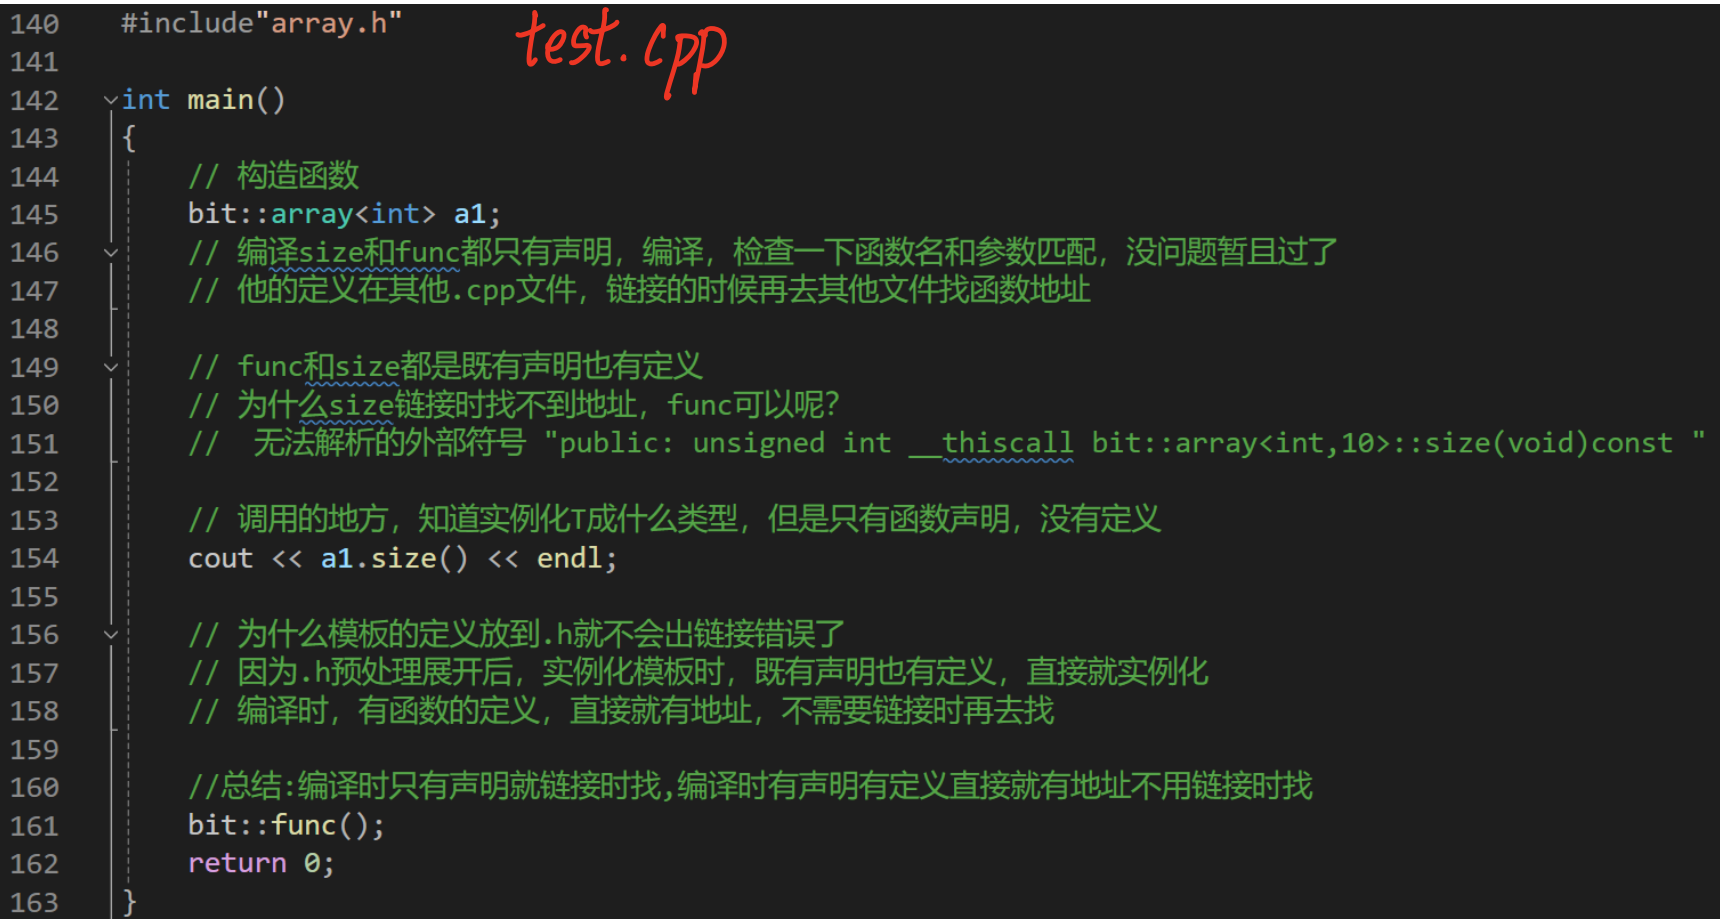 140 #include"array.h" test.cpp
141
142 int main()
143 {
144 // 构造函数
145 bit::array<int> a1;
146 // 编译size和func都只有声明，编译，检查一下函数名和参数匹配，没问题暂且过了
147 // 他的定义在其他.cpp文件，链接的时候再去其他文件找函数地址
148
149 // func和size都是既有声明也有定义
150 // 为什么size链接时找不到地址，func可以呢？
151 //  无法解析的外部符号 "public: unsigned int __thiscall bit::array<int,10>::size(void)const "
152
153 // 调用的地方，知道实例化T成什么类型，但是只有函数声明，没有定义
154 cout << a1.size() << endl;
155
156 // 为什么模板的定义放到.h就不会出链接错误了
157 // 因为.h预处理展开后，实例化模板时，既有声明也有定义，直接就实例化
158 // 编译时，有函数的定义，直接就有地址，不需要链接时再去找
159
160 //总结:编译时只有声明就链接时找,编译时有声明有定义直接就有地址不用链接时找
161 bit::func();
162 return 0;
163 }